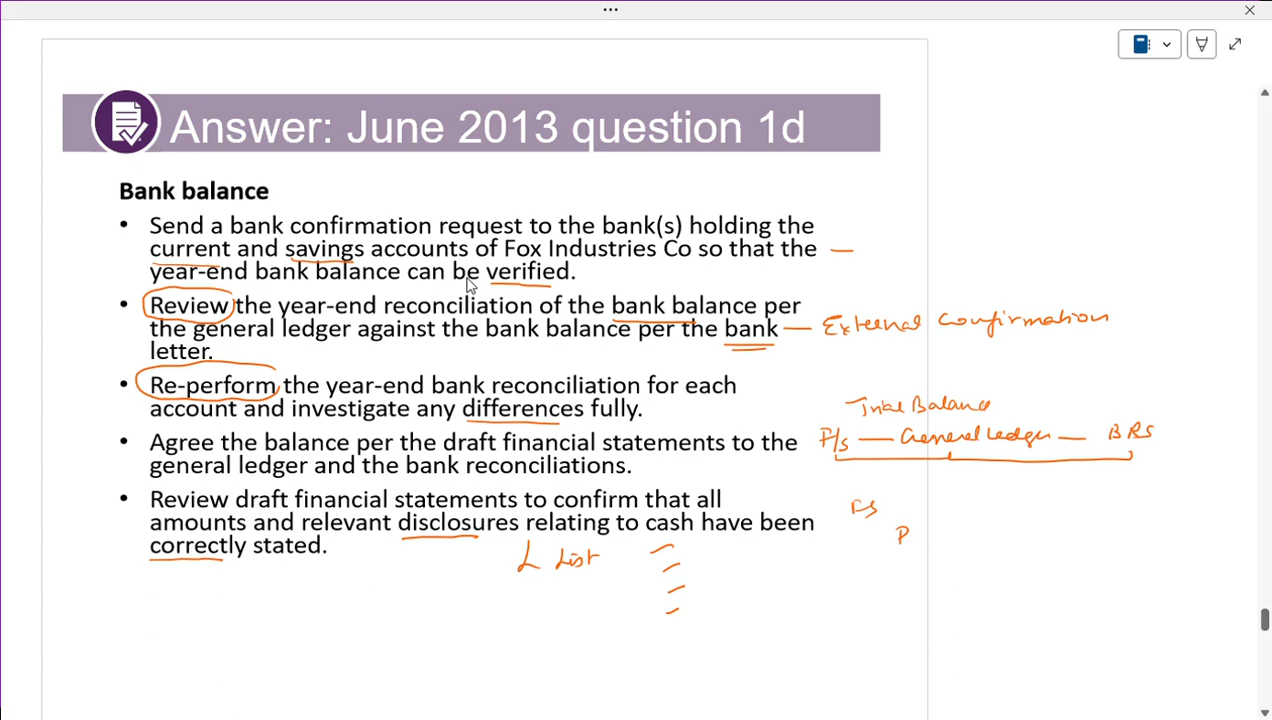 Answer: June 2013 question 1d
Bank balance
• Send a bank confirmation request to the bank(s) holding the
current and savings accounts of Fox Industries Co so that the
year-end bank balance can be verified.
• Review the year-end reconciliation of the bank balance per
the general ledger against the bank balance per the bank
letter.
External Confirmation
• Re-perform the year-end bank reconciliation for each
account and investigate any differences fully.
Trial Balance
• Agree the balance per the draft financial statements to the
general ledger and the bank reconciliations.
F/s — General Ledger — BRS
• Review draft financial statements to confirm that all
amounts and relevant disclosures relating to cash have been
correctly stated.
FS
P
List